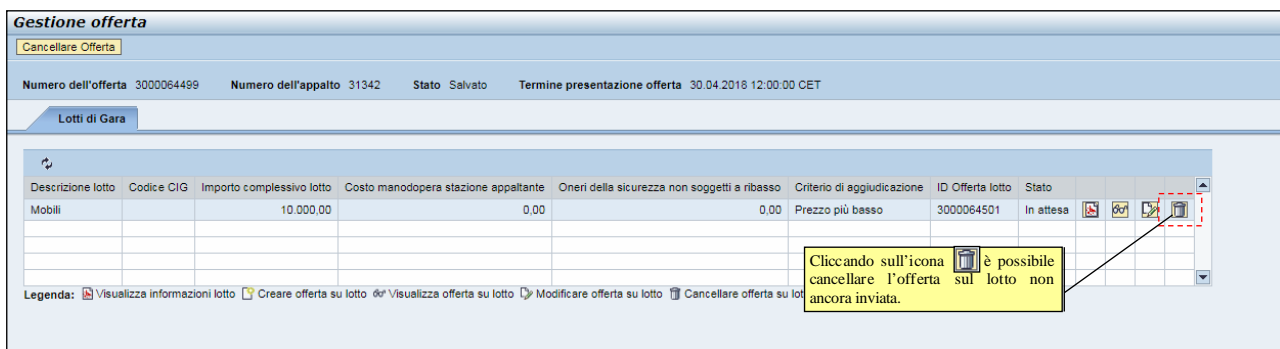 Gestione offerta
Cancellare Offerta
Numero dell'offerta 3000064499 Numero dell'appalto 31342 Stato Salvato Termine presentazione offerta 30.04.2018 12:00:00 CET
Lotti di Gara
Descrizione lotto Codice CIG Importo complessivo lotto Costo manodopera stazione appaltante Oneri della sicurezza non soggetti a ribasso Criterio di aggiudicazione ID Offerta lotto Stato
Mobili 10.000,00 0,00 0,00 Prezzo più basso 3000064501 In attesa
Cliccando sull'icona è possibile
cancellare l'offerta sul lotto non
ancora inviata.
Legenda: Visualizza informazioni lotto Creare offerta su lotto Visualizza offerta su lotto Modificare offerta su lotto Cancellare offerta su